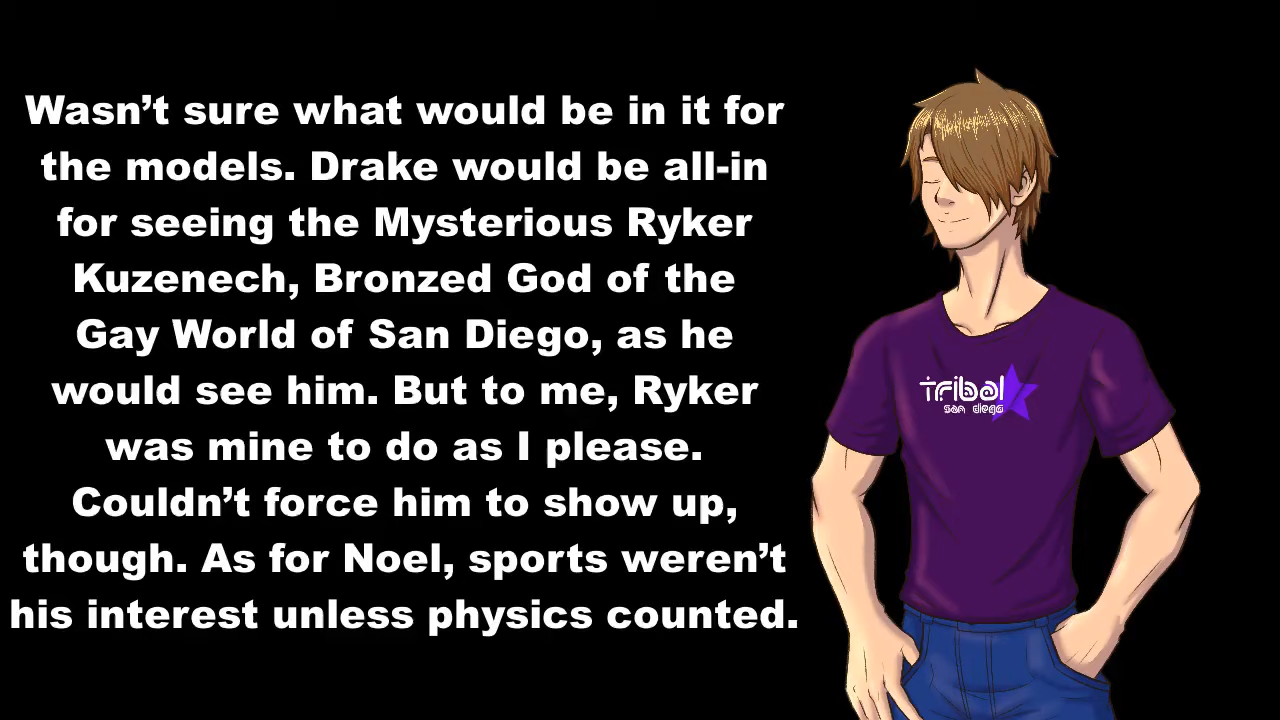 Wasn’t sure what would be in it for
the models. Drake would be all-in
for seeing the Mysterious Ryker
Kuzenech, Bronzed God of the
Gay World of San Diego, as he
would see him. But to me, Ryker
was mine to do as I please.
Couldn’t force him to show up,
though. As for Noel, sports weren’t
his interest unless physics counted.
tribal
san diego